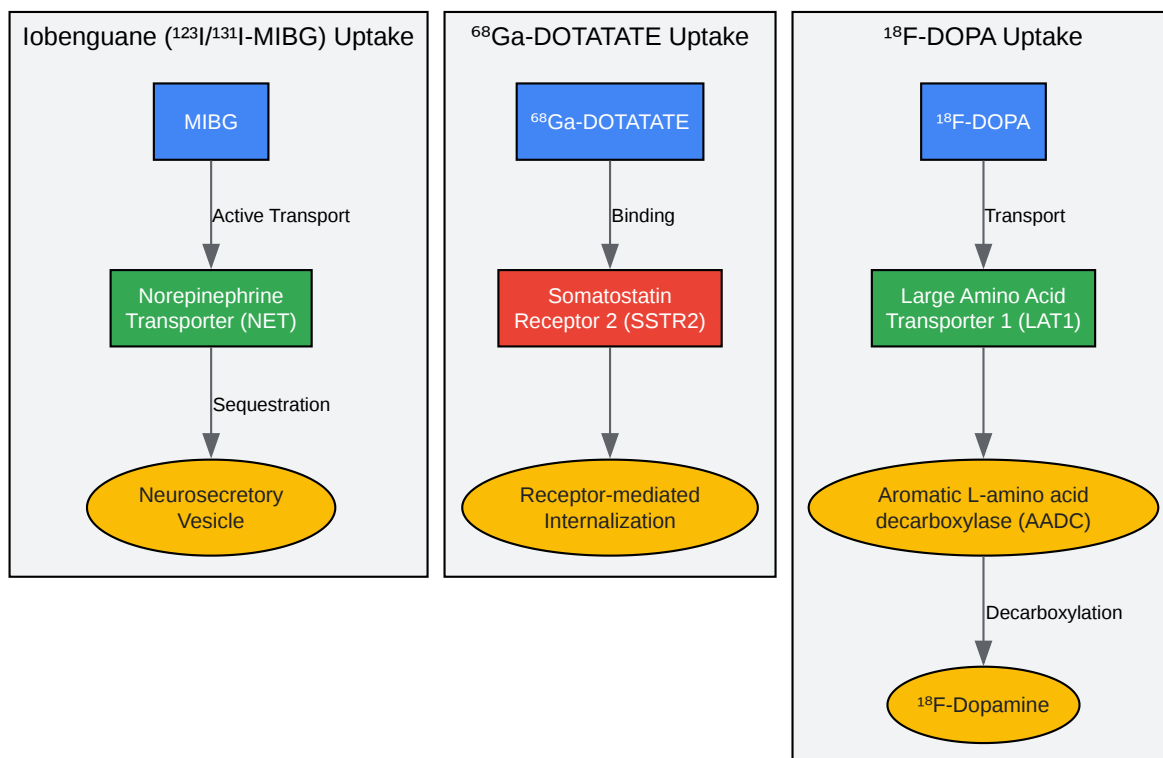 Iobenguane (¹²³I/¹³¹I-MIBG) Uptake
MIBG
Active Transport
Norepinephrine
Transporter (NET)
Sequestration
Neurosecretory
Vesicle
⁶⁸Ga-DOTATATE Uptake
⁶⁸Ga-DOTATATE
Binding
Somatostatin
Receptor 2 (SSTR2)
Receptor-mediated
Internalization
¹⁸F-DOPA Uptake
¹⁸F-DOPA
Transport
Large Amino Acid
Transporter 1 (LAT1)
Aromatic L-amino acid
decarboxylase (AADC)
Decarboxylation
¹⁸F-Dopamine